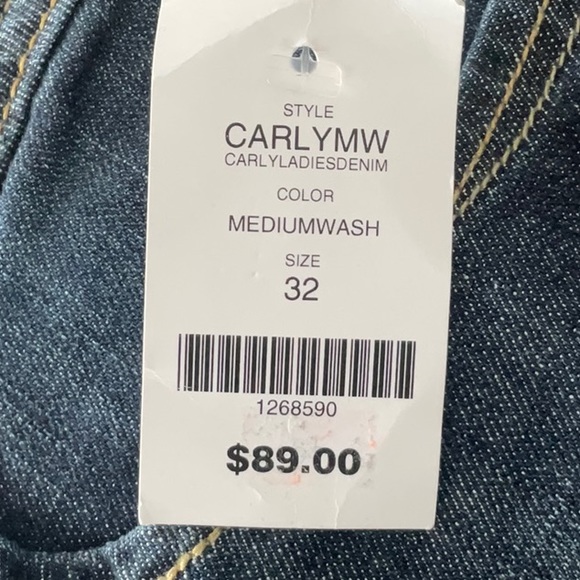 STYLE
CARLYMW
CARLYLADIESDENIM
COLOR
MEDIUMWASH
SIZE
32
1268590
$89.00